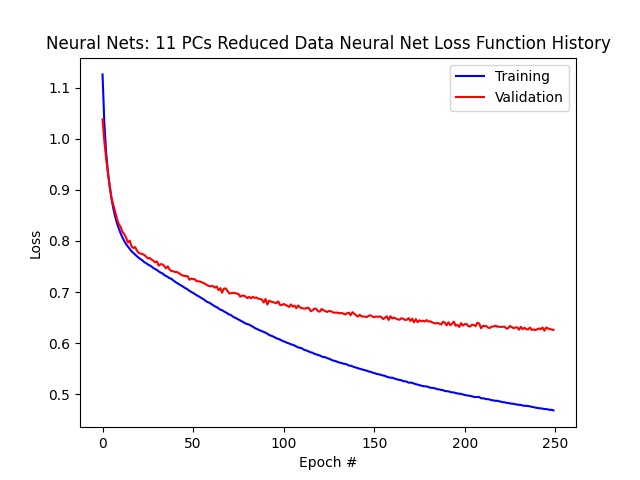 Neural Nets: 11 PCs Reduced Data Neural Net Loss Function History
Training
Validation
Loss
1.1
1.0
0.9
0.8
0.7
0.6
0.5
0 50 100 150 200 250
Epoch #